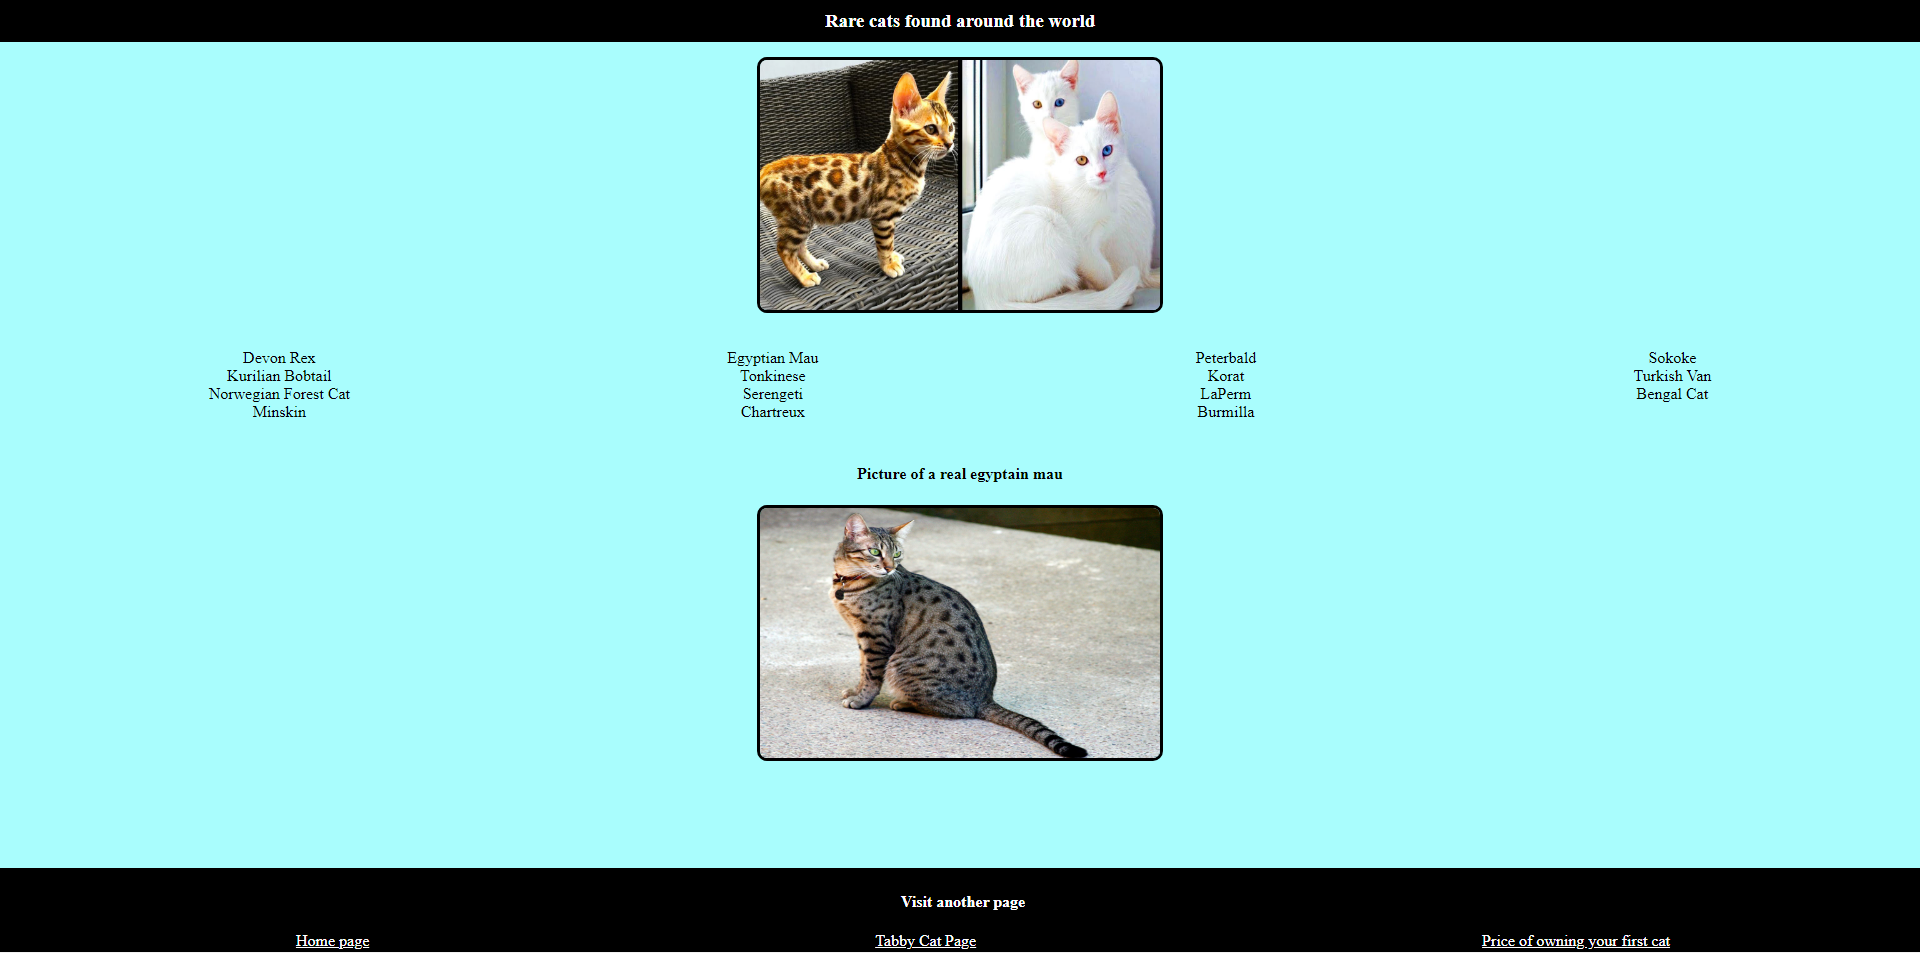 Rare cats found around the world
Devon Rex
Kurilian Bobtail
Norwegian Forest Cat
Minskin
Egyptian Mau
Tonkinese
Serengeti
Chartreux
Peterbald
Korat
LaPerm
Burmilla
Sokoke
Turkish Van
Bengal Cat
Picture of a real egyptain mau
Visit another page
Home page
Tabby Cat Page
Price of owning your first cat